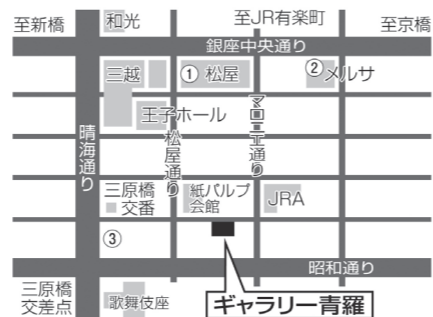 至新橋
和光
至JR有楽町
至京橋
銀座中央通り
三越
① 松屋
② メルサ
王子ホール
晴海通り
松屋通り
マロニエ通り
三原橋
交番
紙パルプ
会館
JRA
③
昭和通り
三原橋
交差点
歌舞伎座
ギャラリー青羅